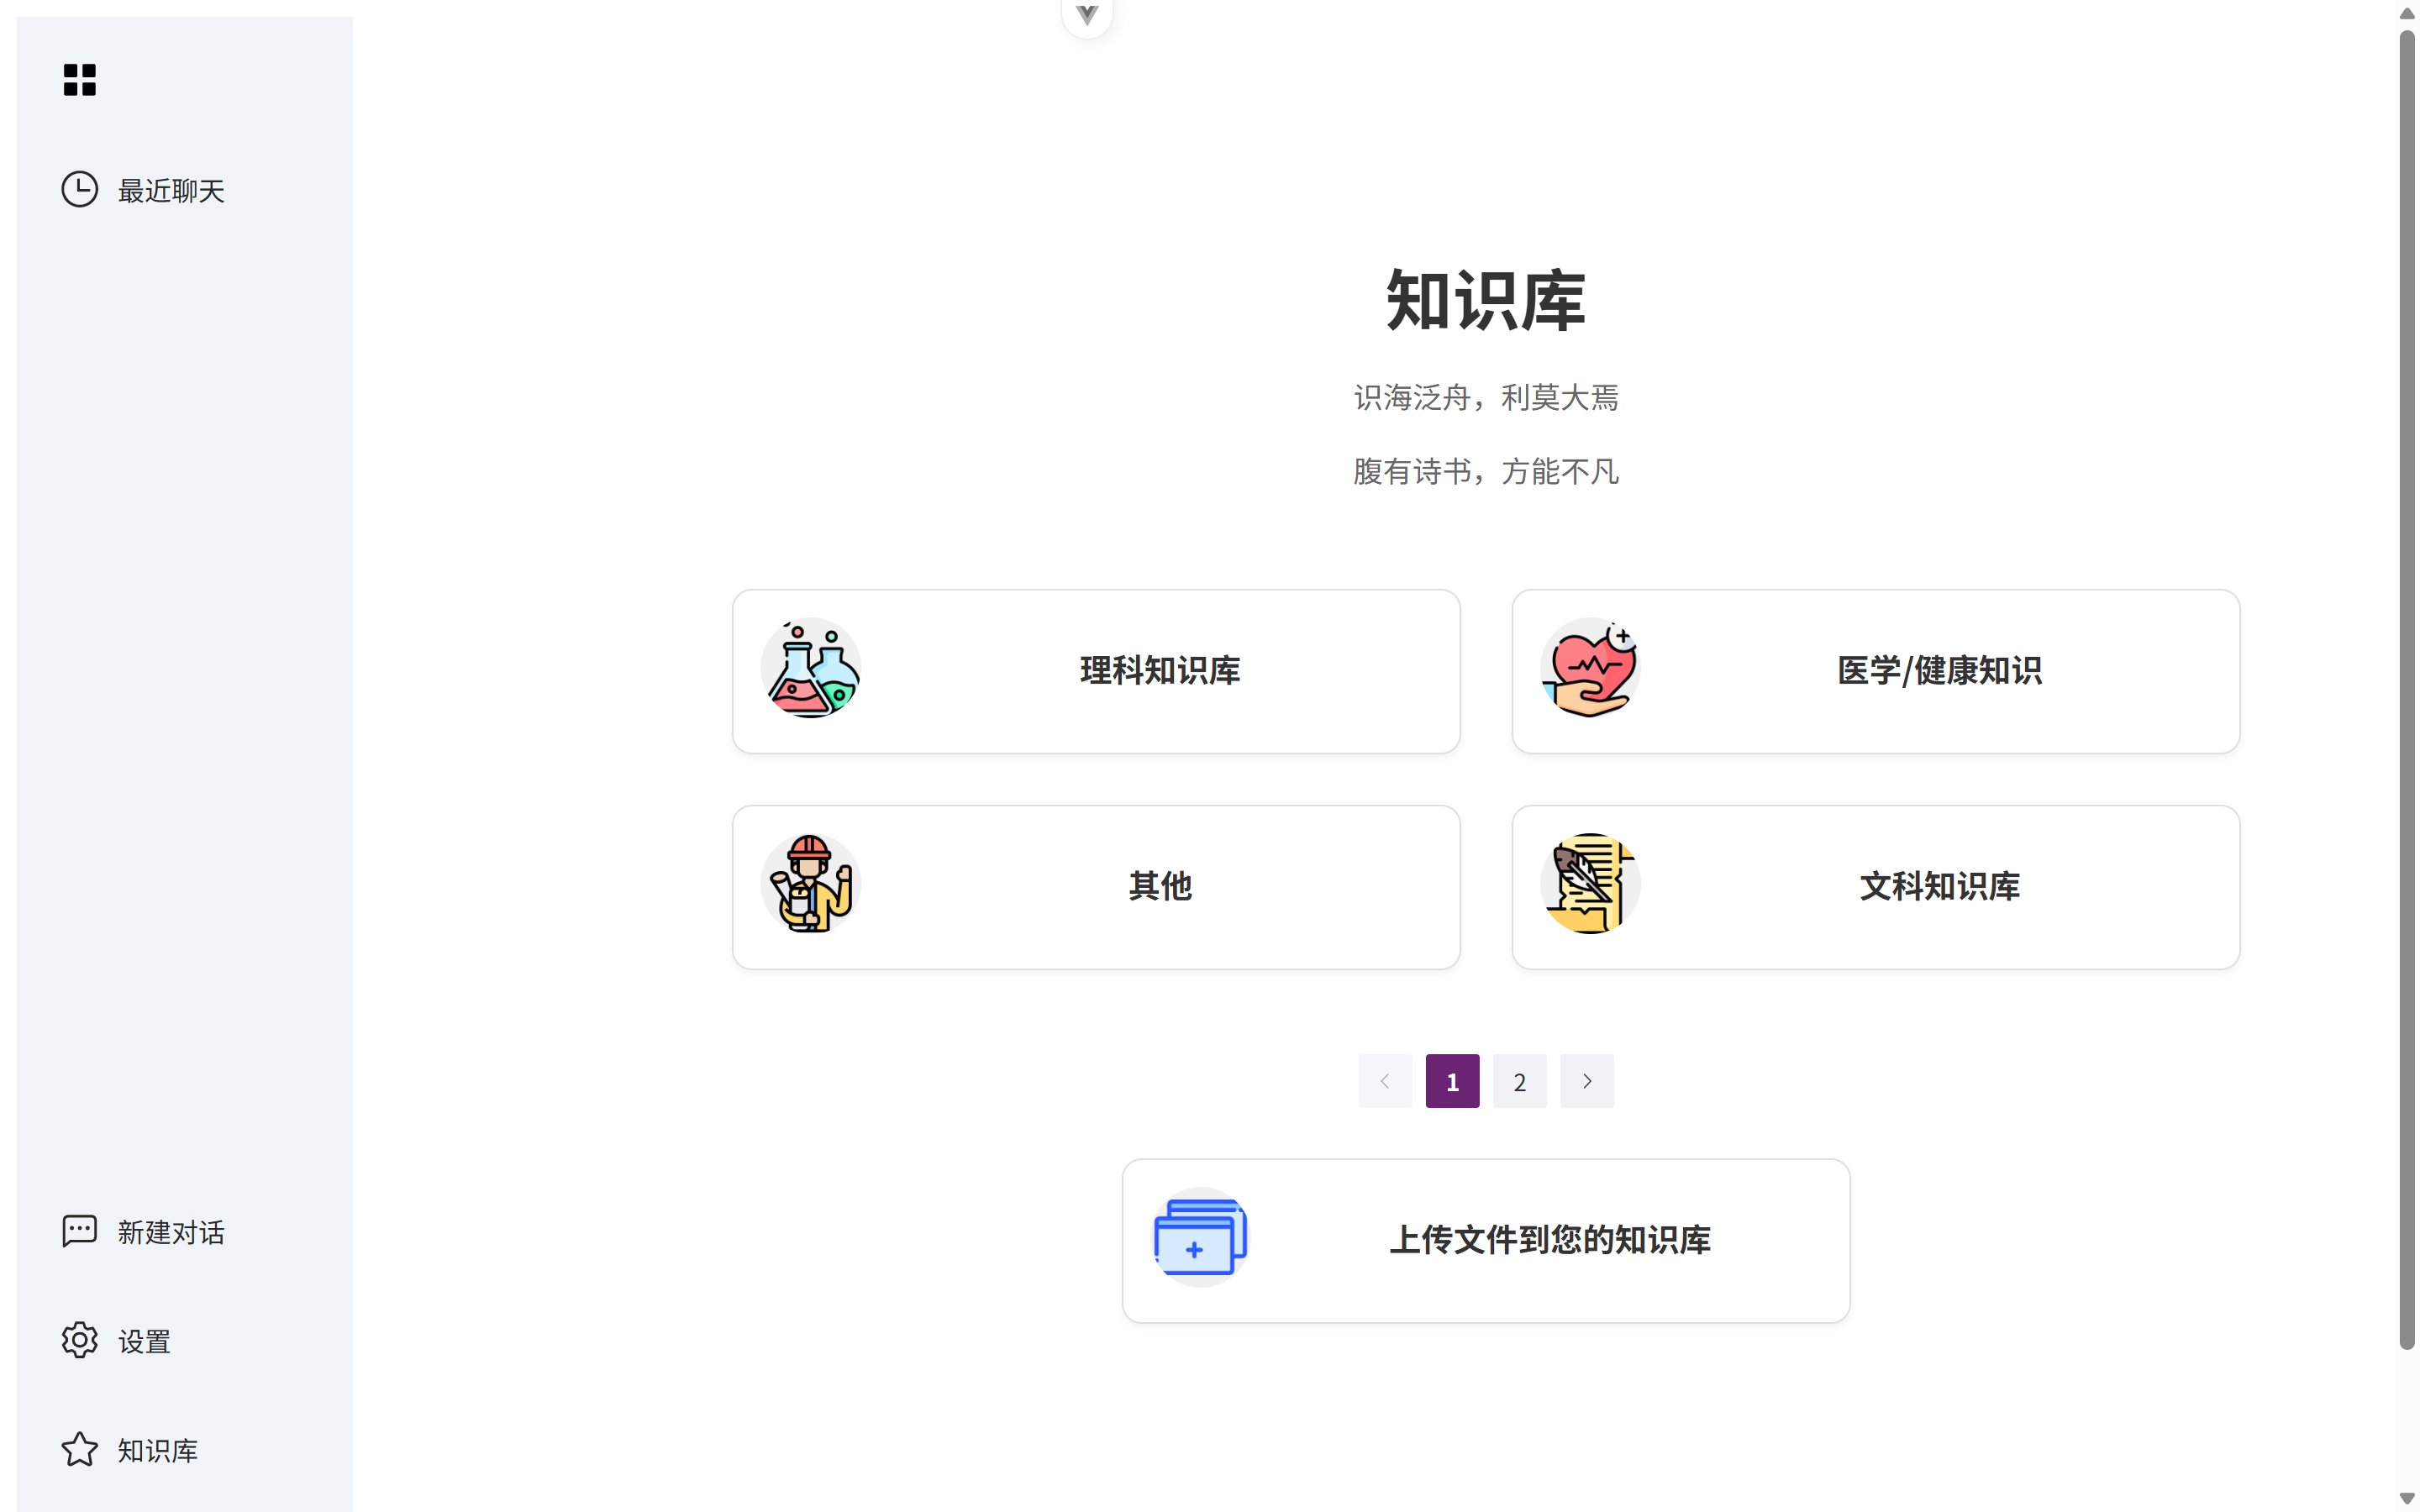 最近聊天
知识库
识海泛舟，利莫大焉
腹有诗书，方能不凡
理科知识库
医学/健康知识
其他
文科知识库
1
2
上传文件到您的知识库
新建对话
设置
知识库